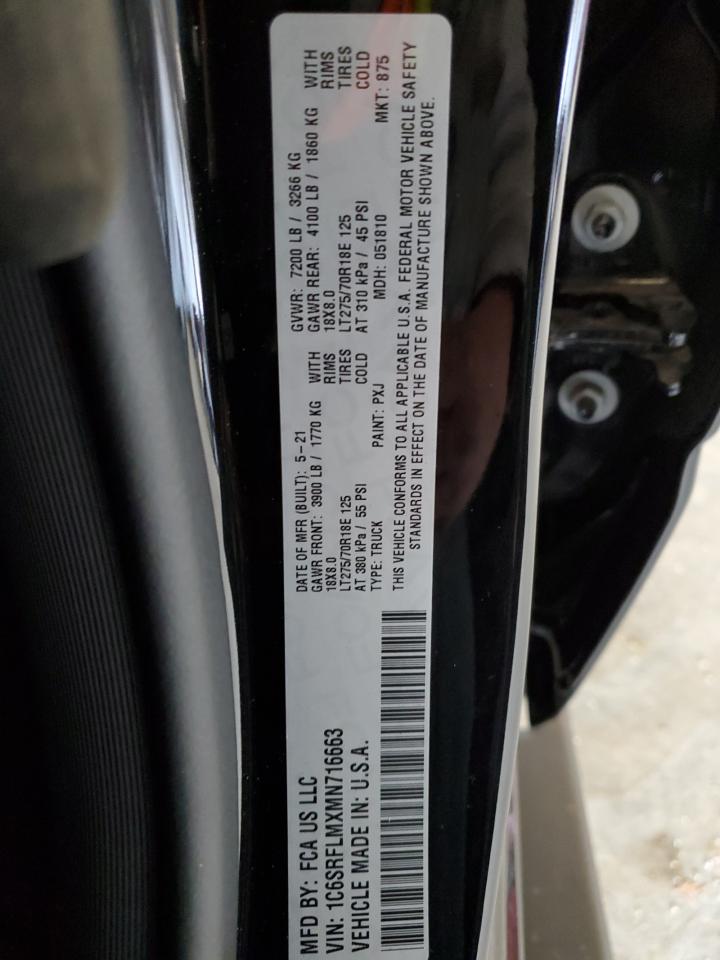 MFD BY: FCA US LLC
VIN: 1C6SRFLMXMN716663
VEHICLE MADE IN: U.S.A.
DATE OF MFR (BUILT): 5-21
GAWR FRONT: 3900 LB / 1770 KG WITH
18X8.0 RIMS
LT275/70R18E 125 TIRES
AT 380 kPa / 55 PSI COLD
TYPE: TRUCK PAINT: PXJ
GVWR: 7200 LB / 3266 KG
GAWR REAR: 4100 LB / 1860 KG WITH
18X8.0 RIMS
LT275/70R18E 125 TIRES
AT 310 kPa / 45 PSI COLD
MDH: 051810 MKT: 875
THIS VEHICLE CONFORMS TO ALL APPLICABLE U.S.A. FEDERAL MOTOR VEHICLE SAFETY
STANDARDS IN EFFECT ON THE DATE OF MANUFACTURE SHOWN ABOVE.